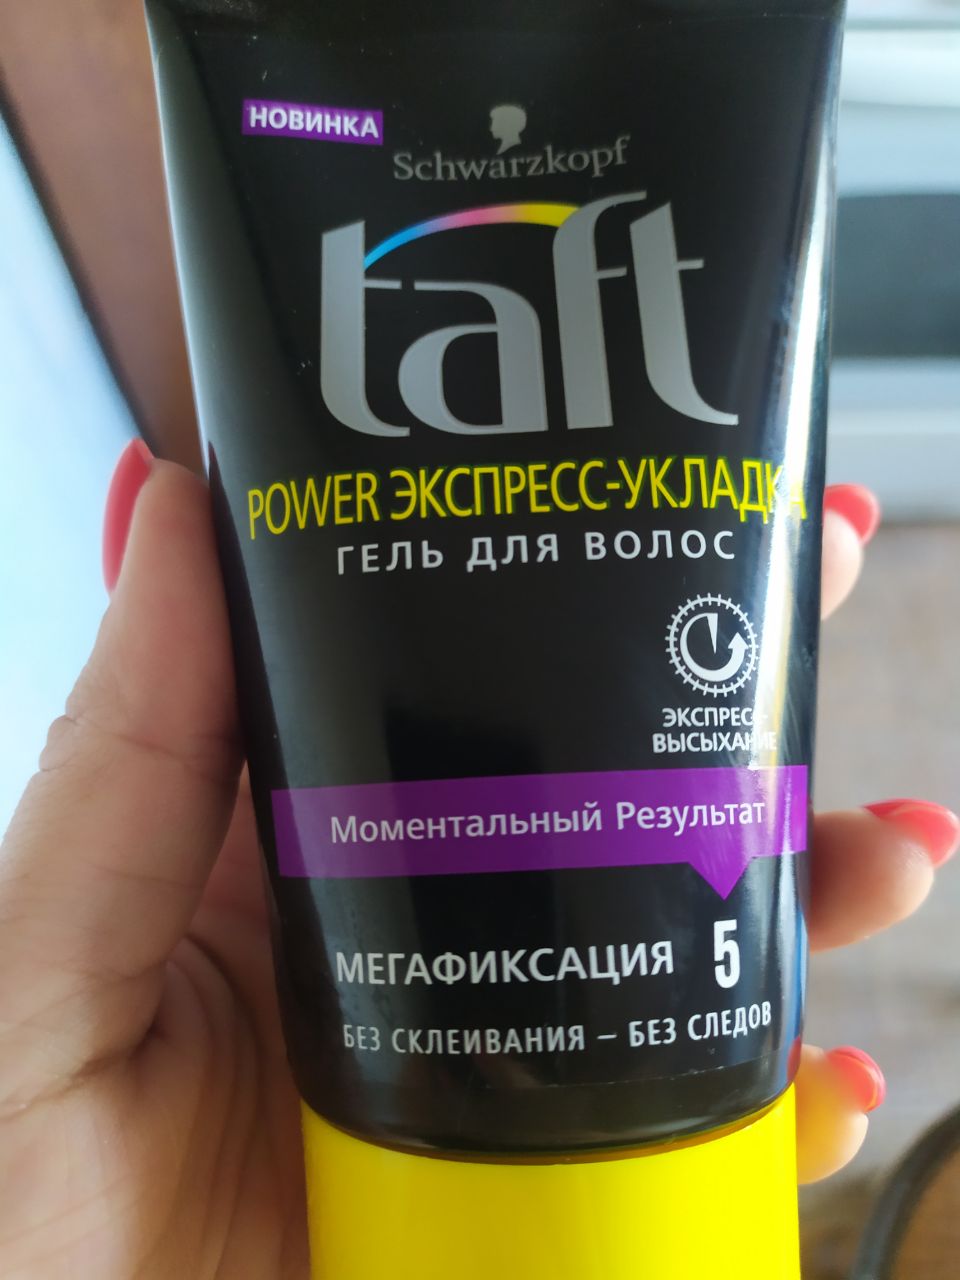 НОВИНКА
Schwarzkopf
taft
POWER ЭКСПРЕСС-УКЛАДКА
ГЕЛЬ ДЛЯ ВОЛОС
ЭКСПРЕСС-
ВЫСЫХАНИЕ
Моментальный Результат
МЕГАФИКСАЦИЯ 5
БЕЗ СКЛЕИВАНИЯ – БЕЗ СЛЕДОВ